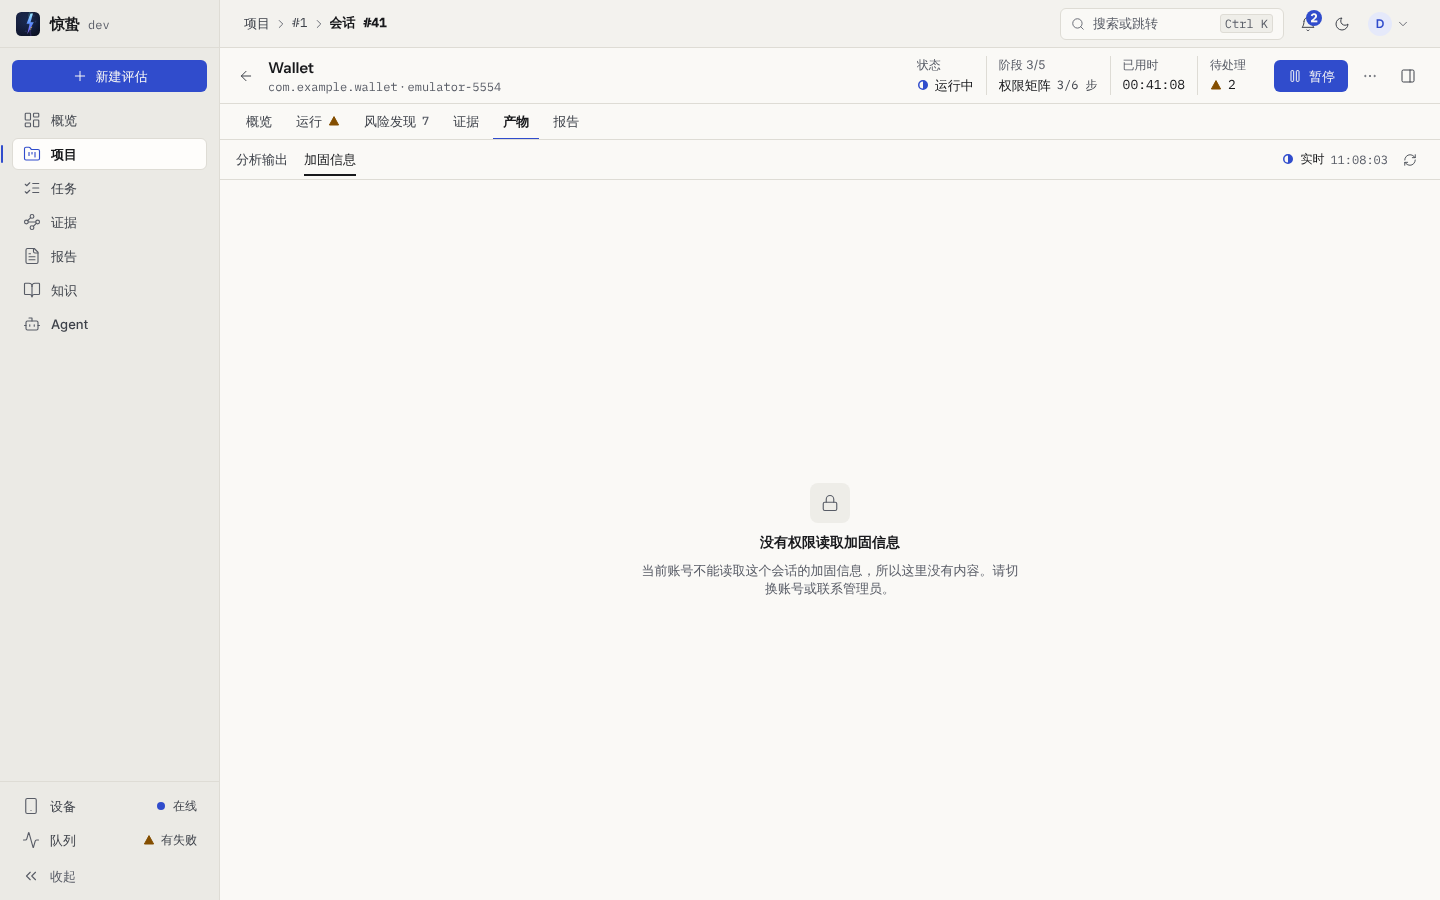 惊蛰 dev
项目 > #1 > 会话 #41
搜索或跳转 Ctrl K
2
D
新建评估
概览
项目
任务
证据
报告
知识
Agent
Wallet
com.example.wallet · emulator-5554
状态
运行中
阶段 3/5
权限矩阵 3/6 步
已用时
00:41:08
待处理
2
暂停
概览 运行 风险发现 7 证据 产物 报告
分析输出 加固信息
实时 11:08:03
没有权限读取加固信息
当前账号不能读取这个会话的加固信息，所以这里没有内容。请切
换账号或联系管理员。
设备 在线
队列 有失败
收起